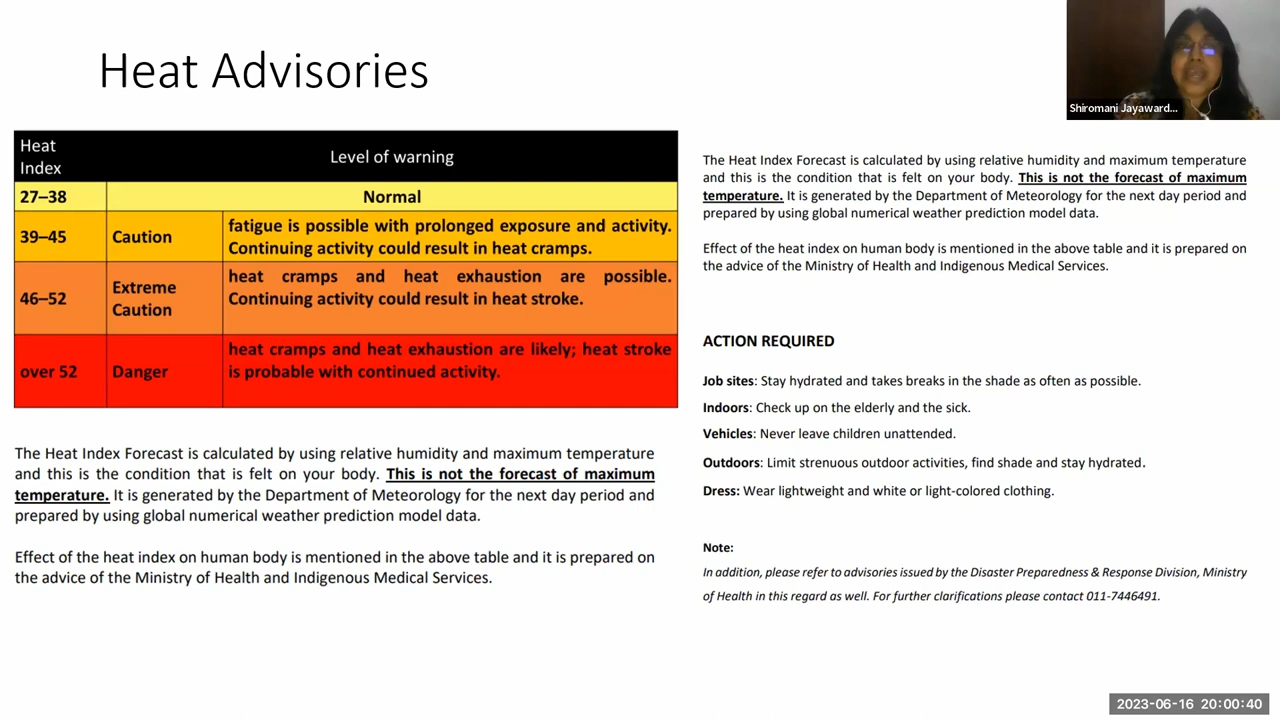 Heat Advisories
Shiromani Jayaward...
Heat
Index
Level of warning
27–38
Normal
39–45
Caution
fatigue is possible with prolonged exposure and activity.
Continuing activity could result in heat cramps.
46–52
Extreme
Caution
heat cramps and heat exhaustion are possible.
Continuing activity could result in heat stroke.
over 52
Danger
heat cramps and heat exhaustion are likely; heat stroke
is probable with continued activity.
The Heat Index Forecast is calculated by using relative humidity and maximum temperature
and this is the condition that is felt on your body. This is not the forecast of maximum
temperature. It is generated by the Department of Meteorology for the next day period and
prepared by using global numerical weather prediction model data.
Effect of the heat index on human body is mentioned in the above table and it is prepared on
the advice of the Ministry of Health and Indigenous Medical Services.
The Heat Index Forecast is calculated by using relative humidity and maximum temperature
and this is the condition that is felt on your body. This is not the forecast of maximum
temperature. It is generated by the Department of Meteorology for the next day period and
prepared by using global numerical weather prediction model data.
Effect of the heat index on human body is mentioned in the above table and it is prepared on
the advice of the Ministry of Health and Indigenous Medical Services.
ACTION REQUIRED
Job sites: Stay hydrated and takes breaks in the shade as often as possible.
Indoors: Check up on the elderly and the sick.
Vehicles: Never leave children unattended.
Outdoors: Limit strenuous outdoor activities, find shade and stay hydrated.
Dress: Wear lightweight and white or light-colored clothing.
Note:
In addition, please refer to advisories issued by the Disaster Preparedness & Response Division, Ministry
of Health in this regard as well. For further clarifications please contact 011-7446491.
2023-06-16 20:00:40